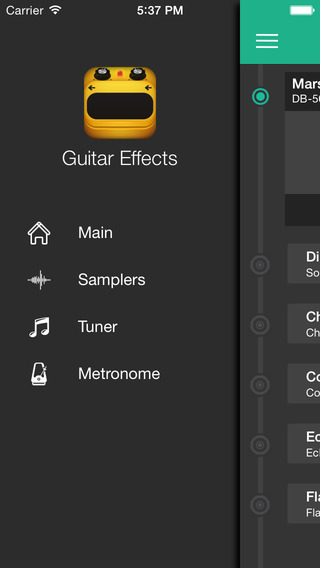 Carrier 5:37 PM
Guitar Effects
Main
Samplers
Tuner
Metronome
Mars
DB-50
Di
So
Ch
Ch
Co
Co
Ec
Ec
Fla
Fla